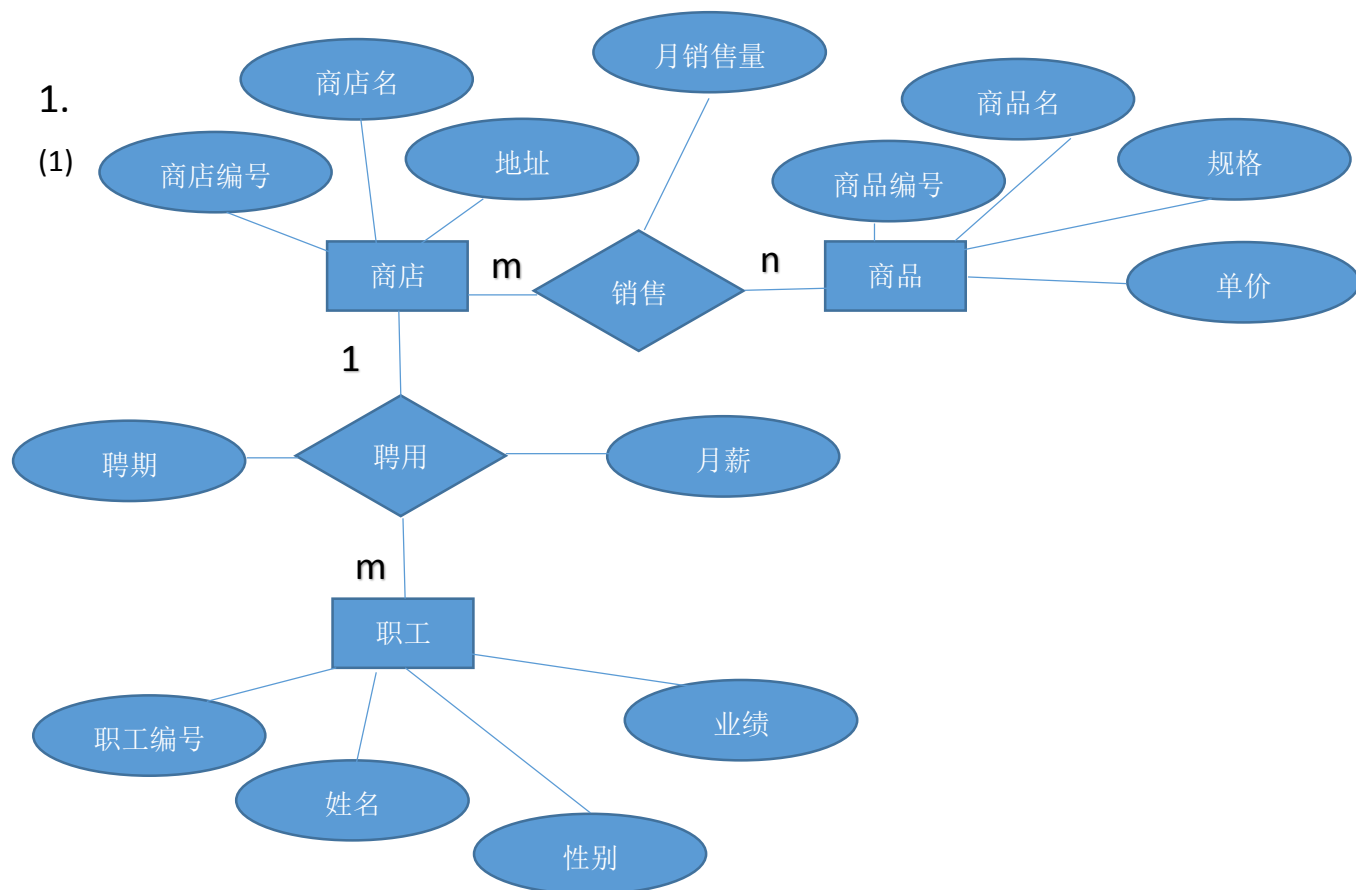 月销售量
商店名
商品名
1.
(1)
地址
规格
商店编号
商品编号
商店
m
销售
n
商品
单价
1
聘期
聘用
月薪
m
职工
职工编号
业绩
姓名
性别